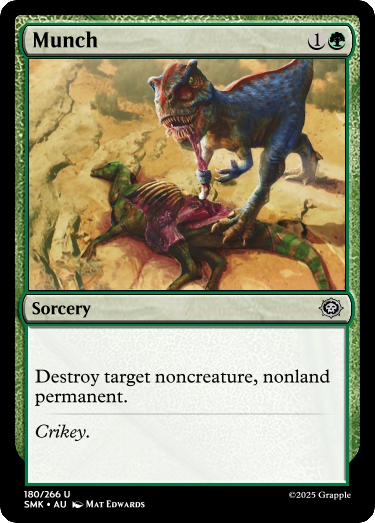 Munch 1
Sorcery
Destroy target noncreature, nonland
permanent.
Crikey.
180/266 U
SMK • AU Mat Edwards
©2025 Grapple